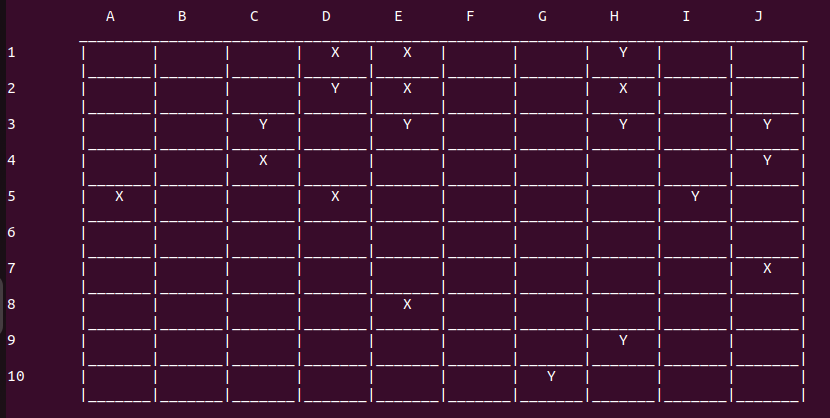 A B C D E F G H I J
1 X X Y
2 Y X X
3 Y Y Y Y
4 X Y
5 X X Y
6
7 X
8 X
9 Y
10 Y